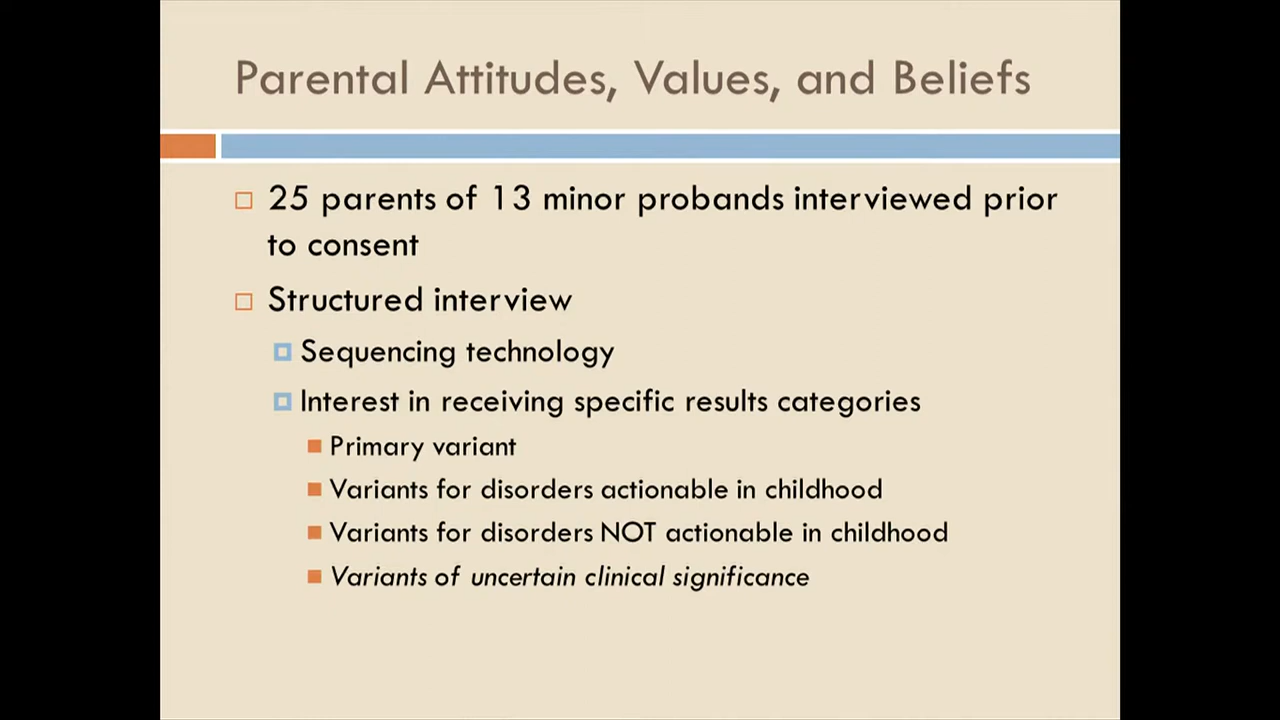 Parental Attitudes, Values, and Beliefs
25 parents of 13 minor probands interviewed prior
to consent
Structured interview
Sequencing technology
Interest in receiving specific results categories
Primary variant
Variants for disorders actionable in childhood
Variants for disorders NOT actionable in childhood
Variants of uncertain clinical significance